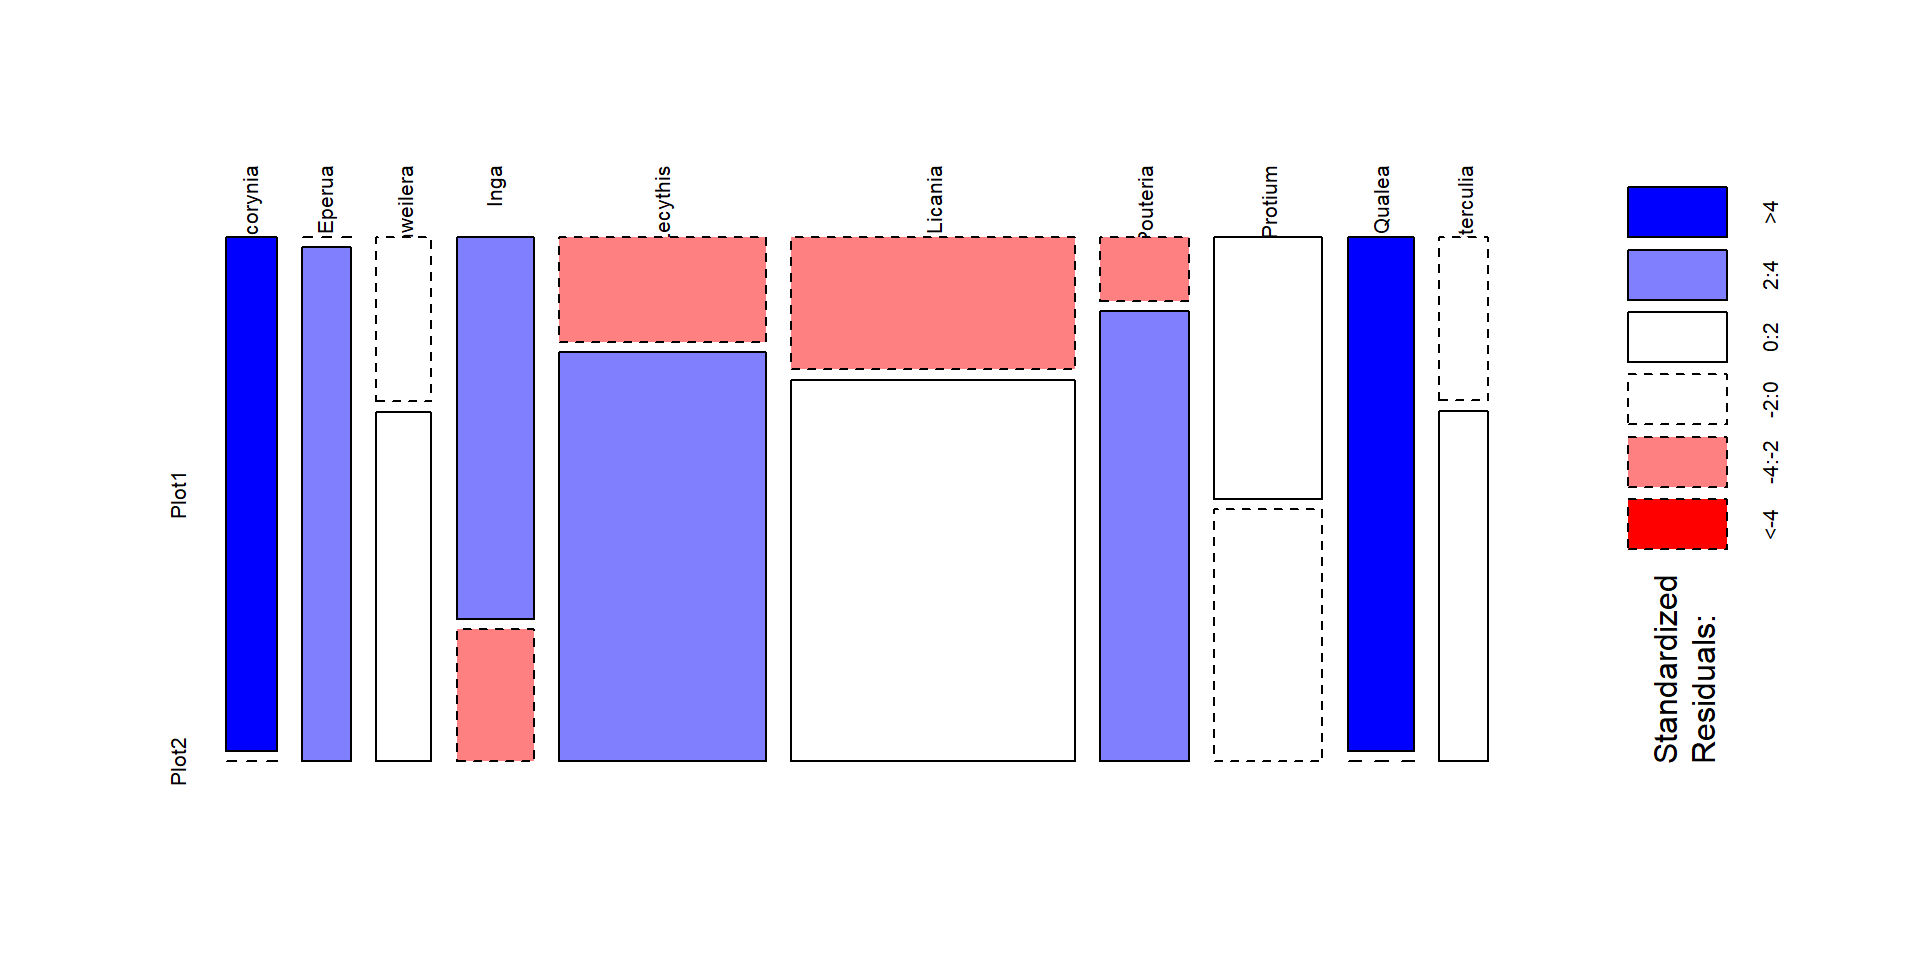 corynia
Eperua
weilera
Inga
ecythis
Licania
Pouteria
Protium
Qualea
terculia
Plot1
Plot2
>4
2:4
0:2
-2:0
-4:-2
<-4
Standardized
Residuals: